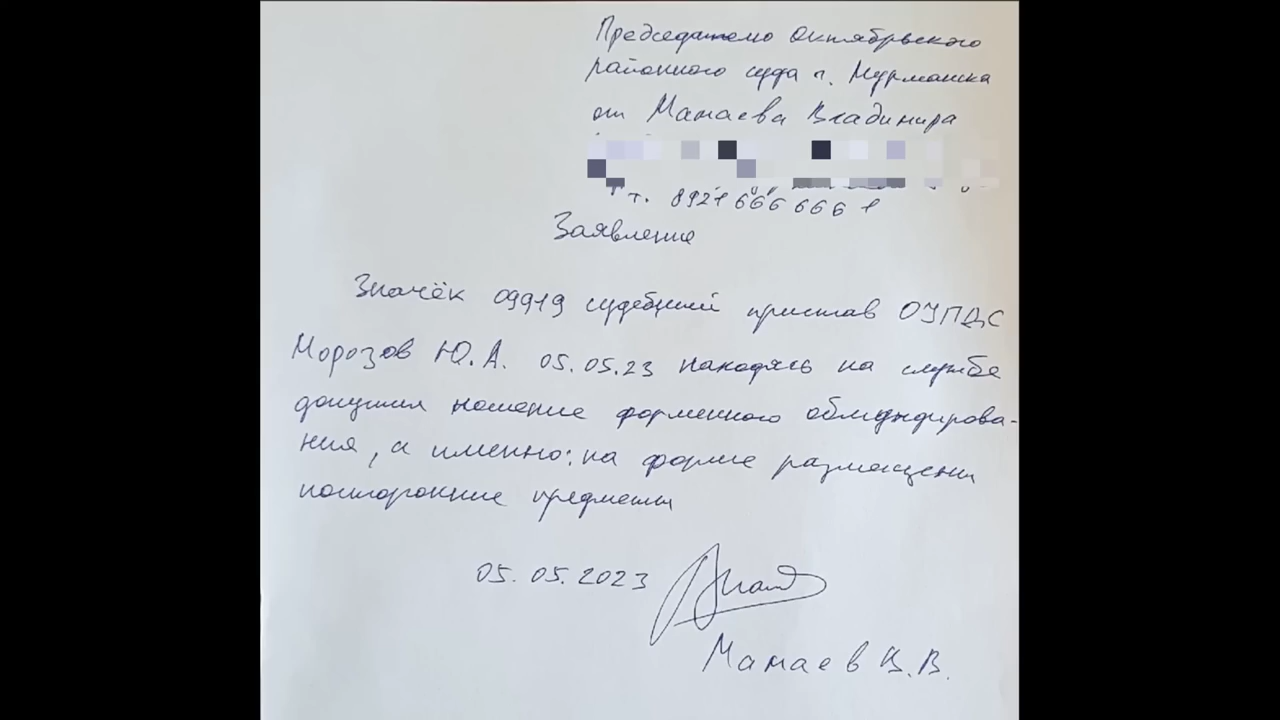 Председателю Октябрьского
районного суда г. Мурманска
от Мамаева Владимира
т. 8921 666 666 1
Заявление
Значёк 09919 судебный пристав ОУПДС
Морозов Ю.А. 05.05.23 находясь на службе
допустил ношение форменного обмундирова-
ния, а именно: на форме размещены
посторонние предметы
05.05.2023
Мамаев В.В.